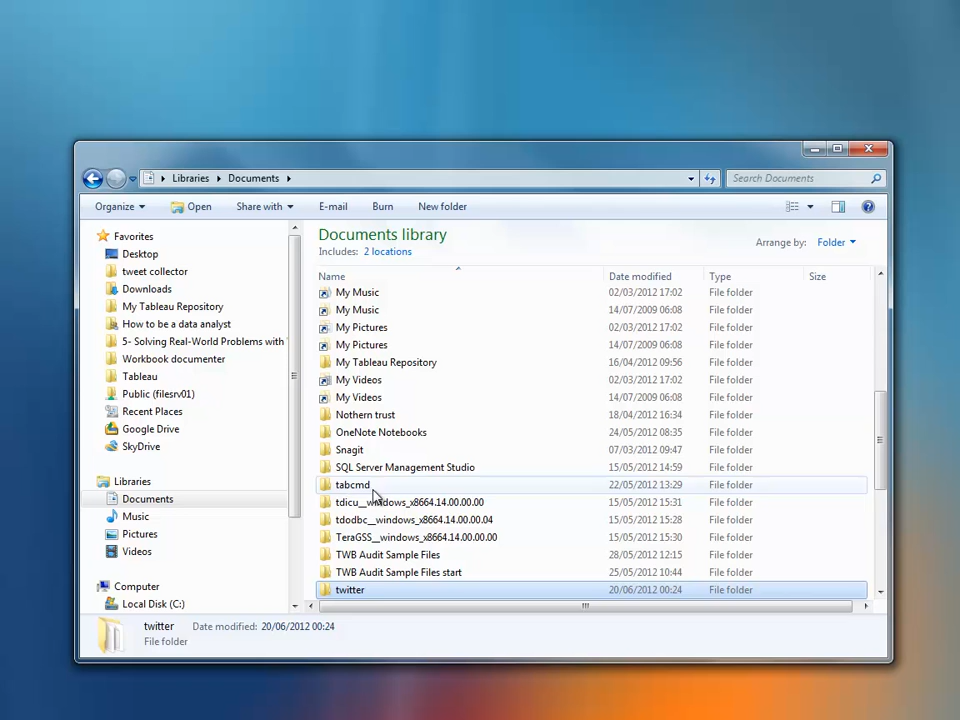 Libraries Documents
Search Documents
Organize Open Share with E-mail Burn New folder
Favorites
Desktop
tweet collector
Downloads
My Tableau Repository
How to be a data analyst
5- Solving Real-World Problems with
Workbook documenter
Tableau
Public (filesrv01)
Recent Places
Google Drive
SkyDrive
Libraries
Documents
Music
Pictures
Videos
Computer
Local Disk (C:)
Documents library
Includes: 2 locations
Arrange by: Folder
Name Date modified Type Size
My Music 02/03/2012 17:02 File folder
My Music 14/07/2009 06:08 File folder
My Pictures 02/03/2012 17:02 File folder
My Pictures 14/07/2009 06:08 File folder
My Tableau Repository 16/04/2012 09:56 File folder
My Videos 02/03/2012 17:02 File folder
My Videos 14/07/2009 06:08 File folder
Nothern trust 18/04/2012 16:34 File folder
OneNote Notebooks 24/05/2012 08:35 File folder
Snagit 07/03/2012 09:47 File folder
SQL Server Management Studio 15/05/2012 14:59 File folder
tabcmd 22/05/2012 13:29 File folder
tdicu__windows_x8664.14.00.00.00 15/05/2012 15:31 File folder
tdodbc__windows_x8664.14.00.00.04 15/05/2012 15:28 File folder
TeraGSS__windows_x8664.14.00.00.00 15/05/2012 15:30 File folder
TWB Audit Sample Files 28/05/2012 12:15 File folder
TWB Audit Sample Files start 25/05/2012 10:44 File folder
twitter 20/06/2012 00:24 File folder
twitter Date modified: 20/06/2012 00:24
File folder